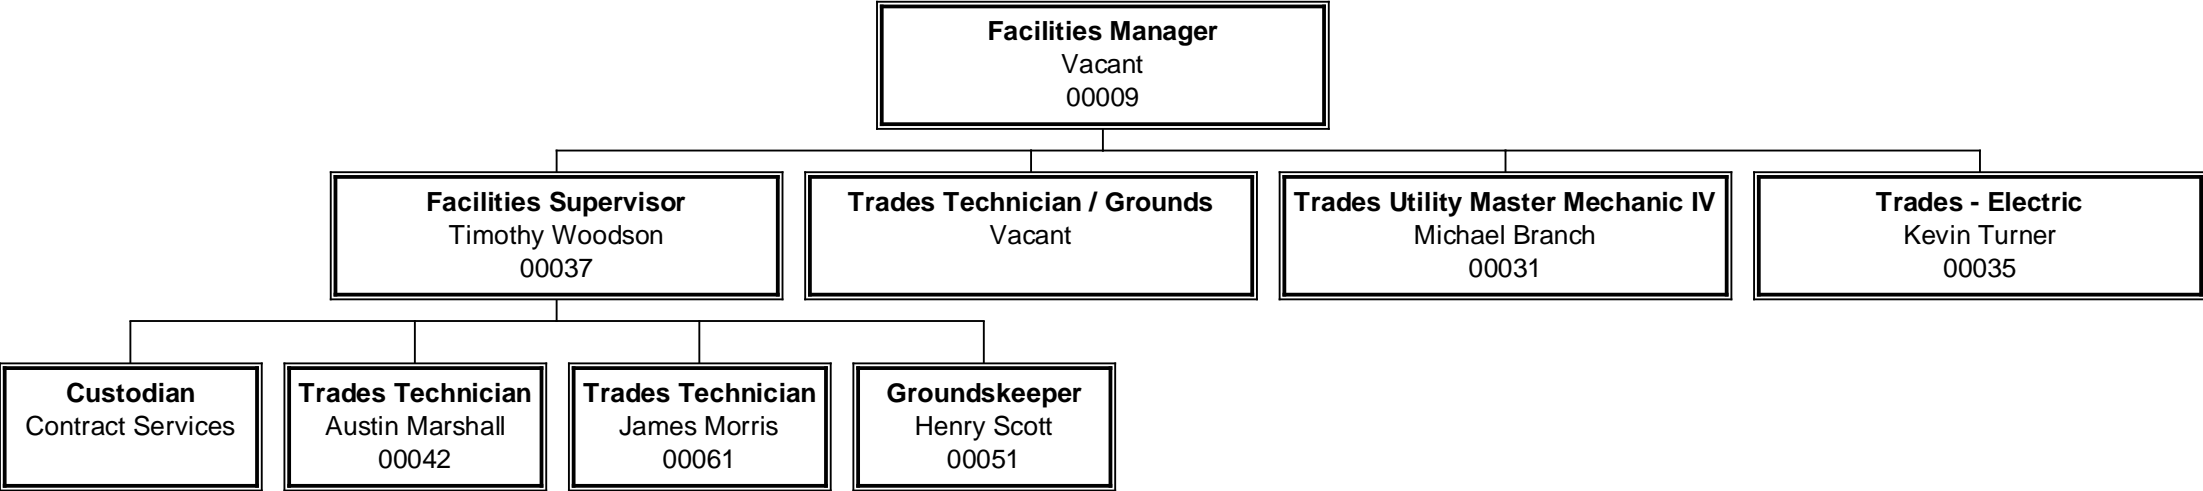 Facilities Manager
Vacant
00009
Facilities Supervisor
Timothy Woodson
00037
Trades Technician / Grounds
Vacant
Trades Utility Master Mechanic IV
Michael Branch
00031
Trades - Electric
Kevin Turner
00035
Custodian
Contract Services
Trades Technician
Austin Marshall
00042
Trades Technician
James Morris
00061
Groundskeeper
Henry Scott
00051